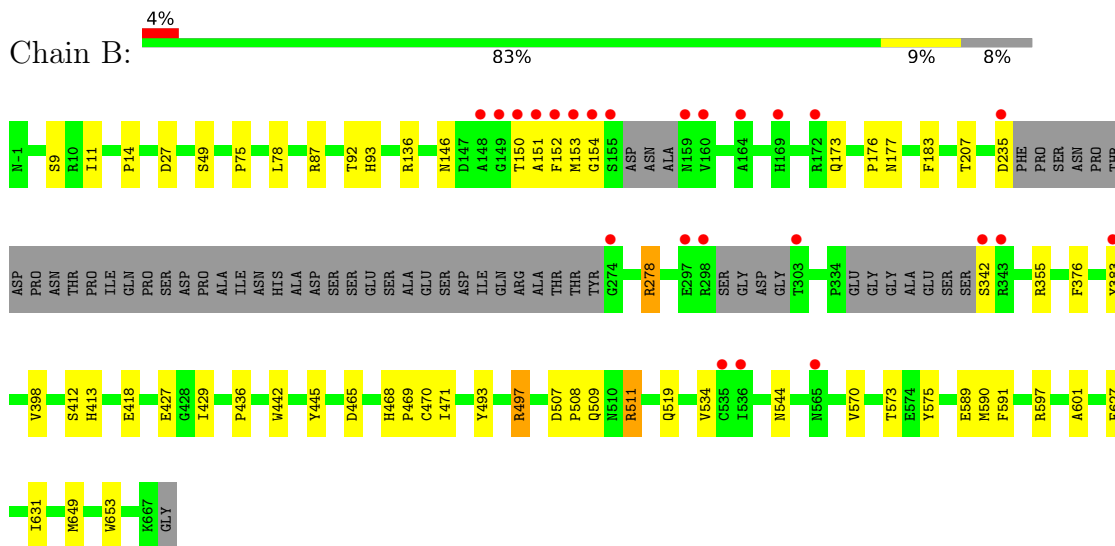 4%
Chain B:
83% 9% 8%
N-1 S9 R10 I11 P14 D27 S49 P75 L78 R87 T92 H93 R136 N146 D147 A148 G149 T150 A151 F152 M153 G154 S155 ASP ASN ALA N159 V160 A164 H169 R172 Q173 P176 N177 F183 T207 D235 PHE PRO SER ASN PRO THR
ASP PRO ASN THR PRO ILE GLN PRO SER ASP PRO ALA ILE ASN HIS ALA ASP SER SER GLU SER ALA GLU SER ASP ILE GLN ARG ALA THR THR TYR G274 R278 E297 R298 SER GLY ASP GLY T303 P334 GLU GLY GLY ALA GLU SER SER S342 R343 R355 F376
V398 S412 H413 E418 E427 G428 I429 P436 W442 Y445 D465 H468 P469 C470 I471 Y493 R497 D507 P508 Q509 N510 R511 Q519 V534 C535 I536 N544 N565 V570 T573 E574 Y575 E589 M590 F591 R597 A601
I631 M649 W653 K667 GLY